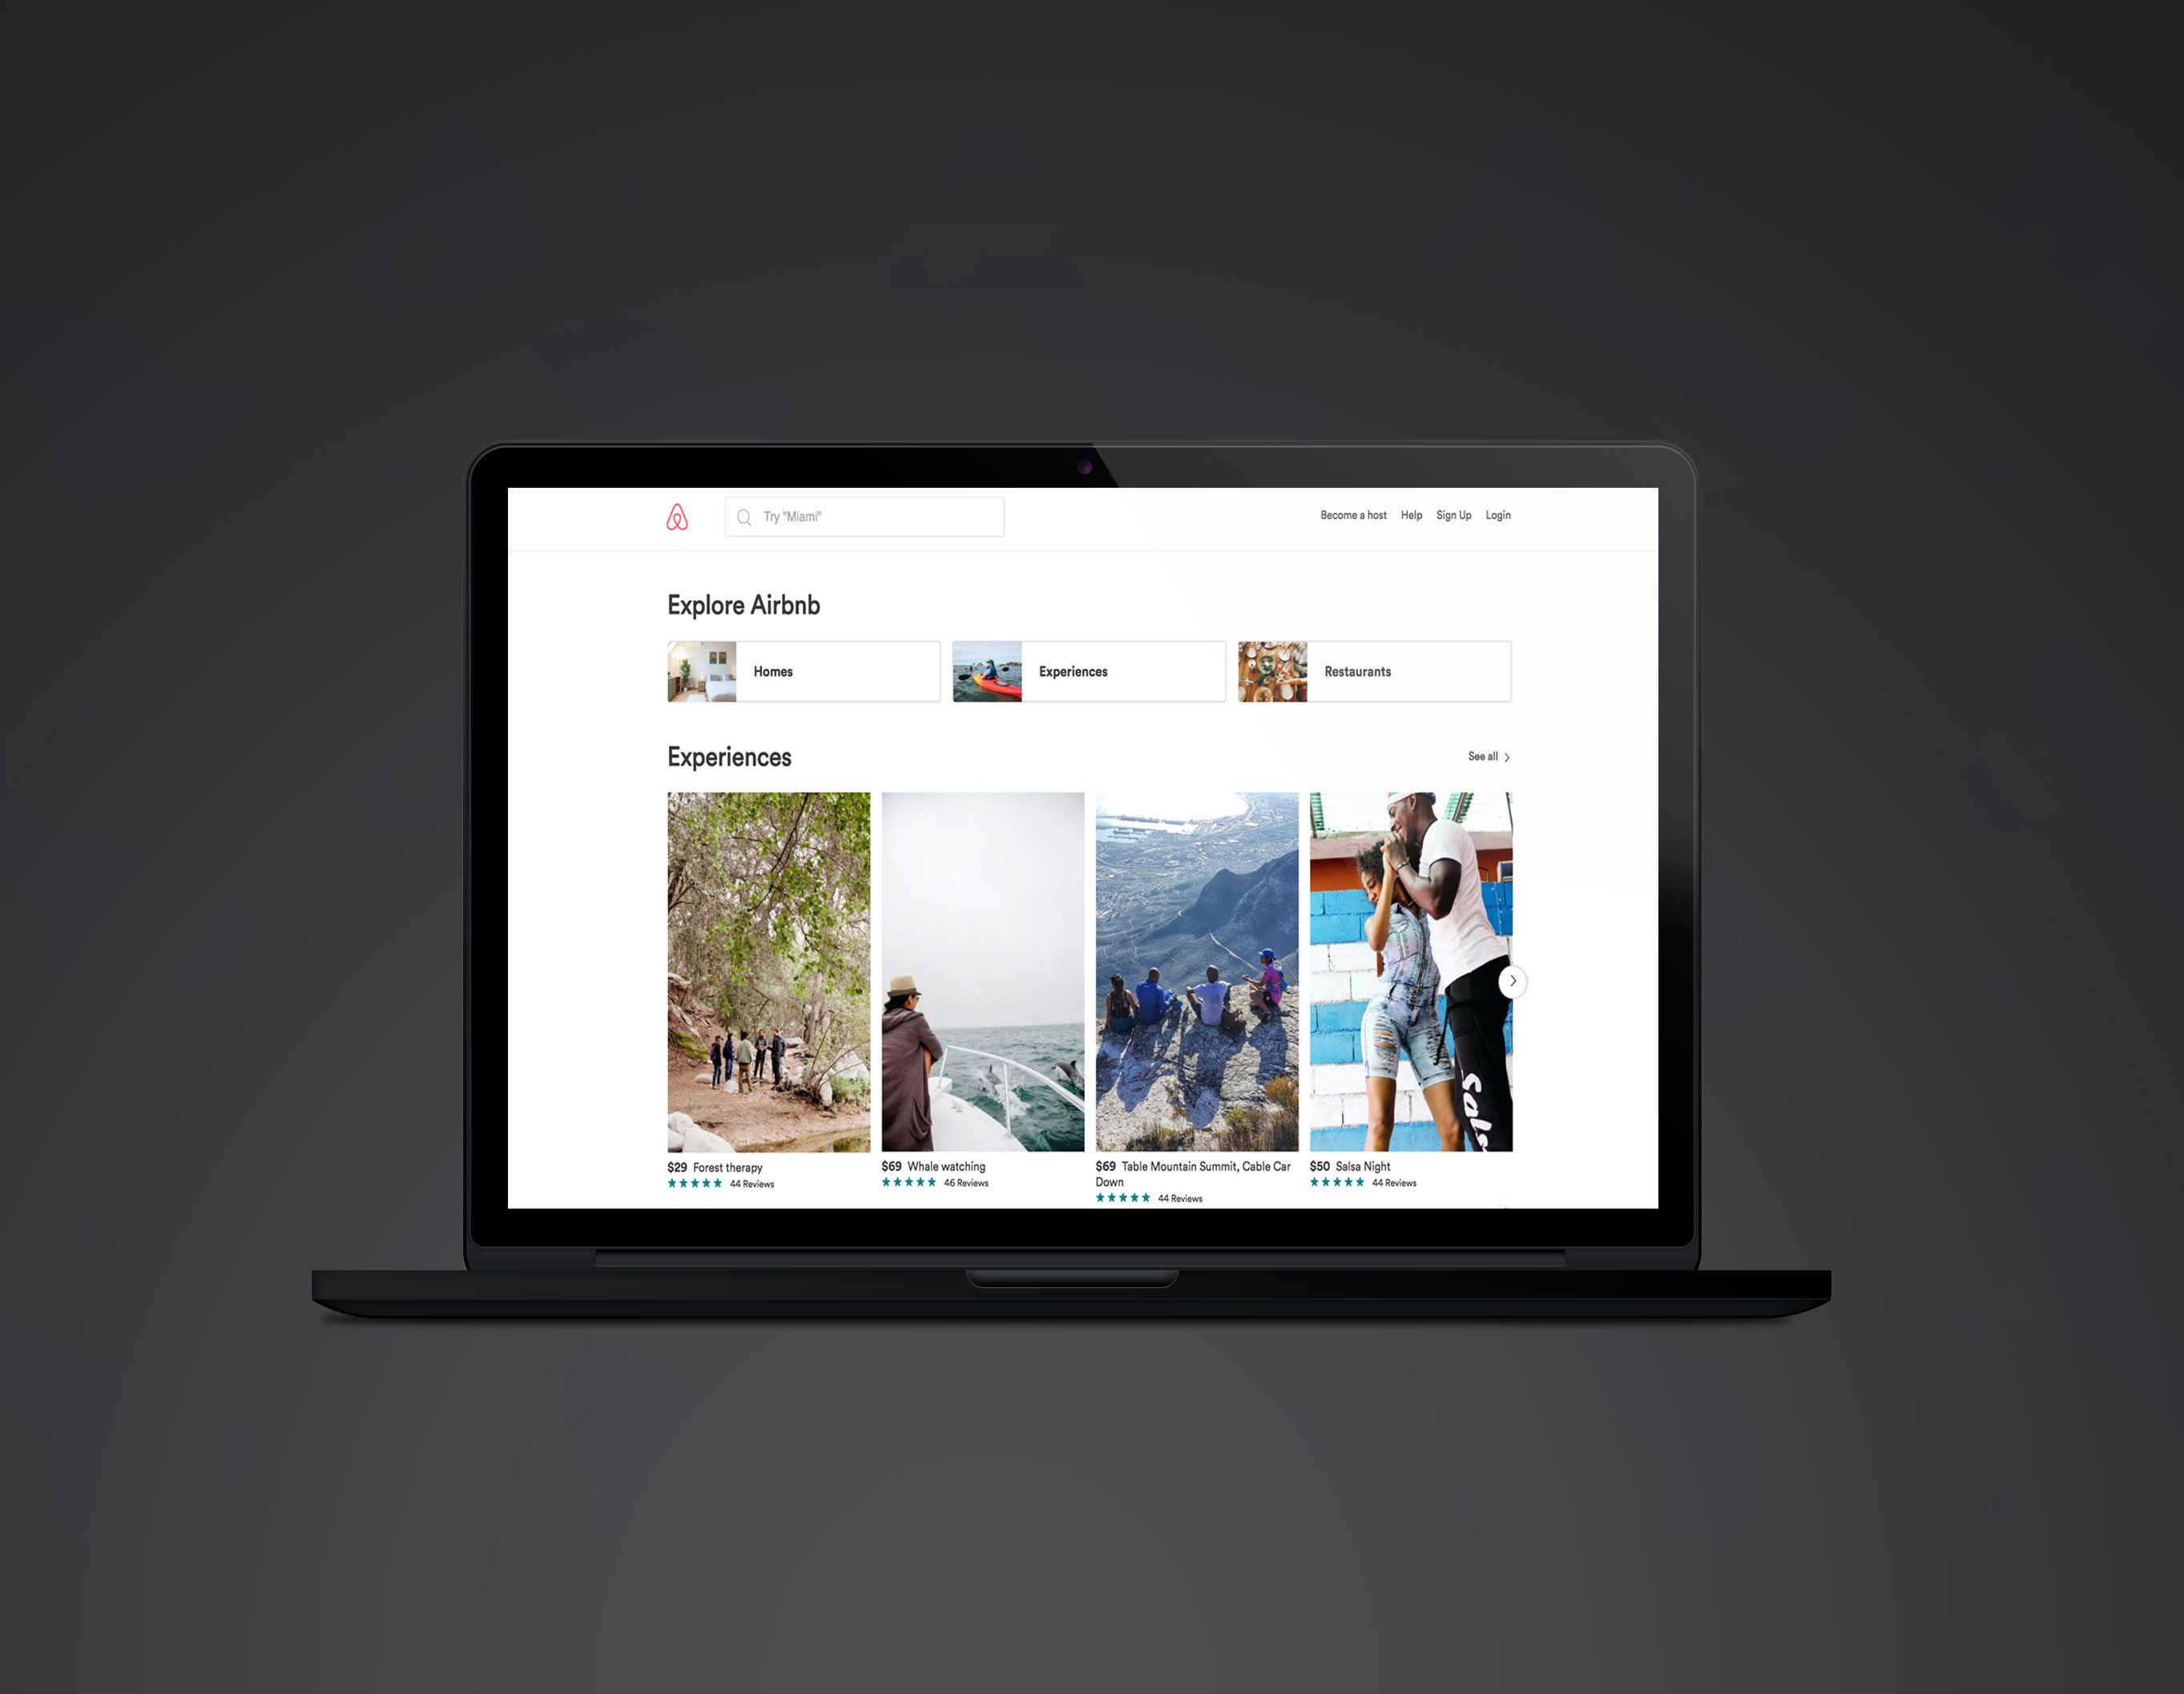 Try "Miami"
Become a host Help Sign Up Login
Explore Airbnb
Homes Experiences Restaurants
Experiences
See all
$29 Forest therapy
44 Reviews
$69 Whale watching
46 Reviews
$69 Table Mountain Summit, Cable Car
Down
44 Reviews
Salsa
$50 Salsa Night
44 Reviews